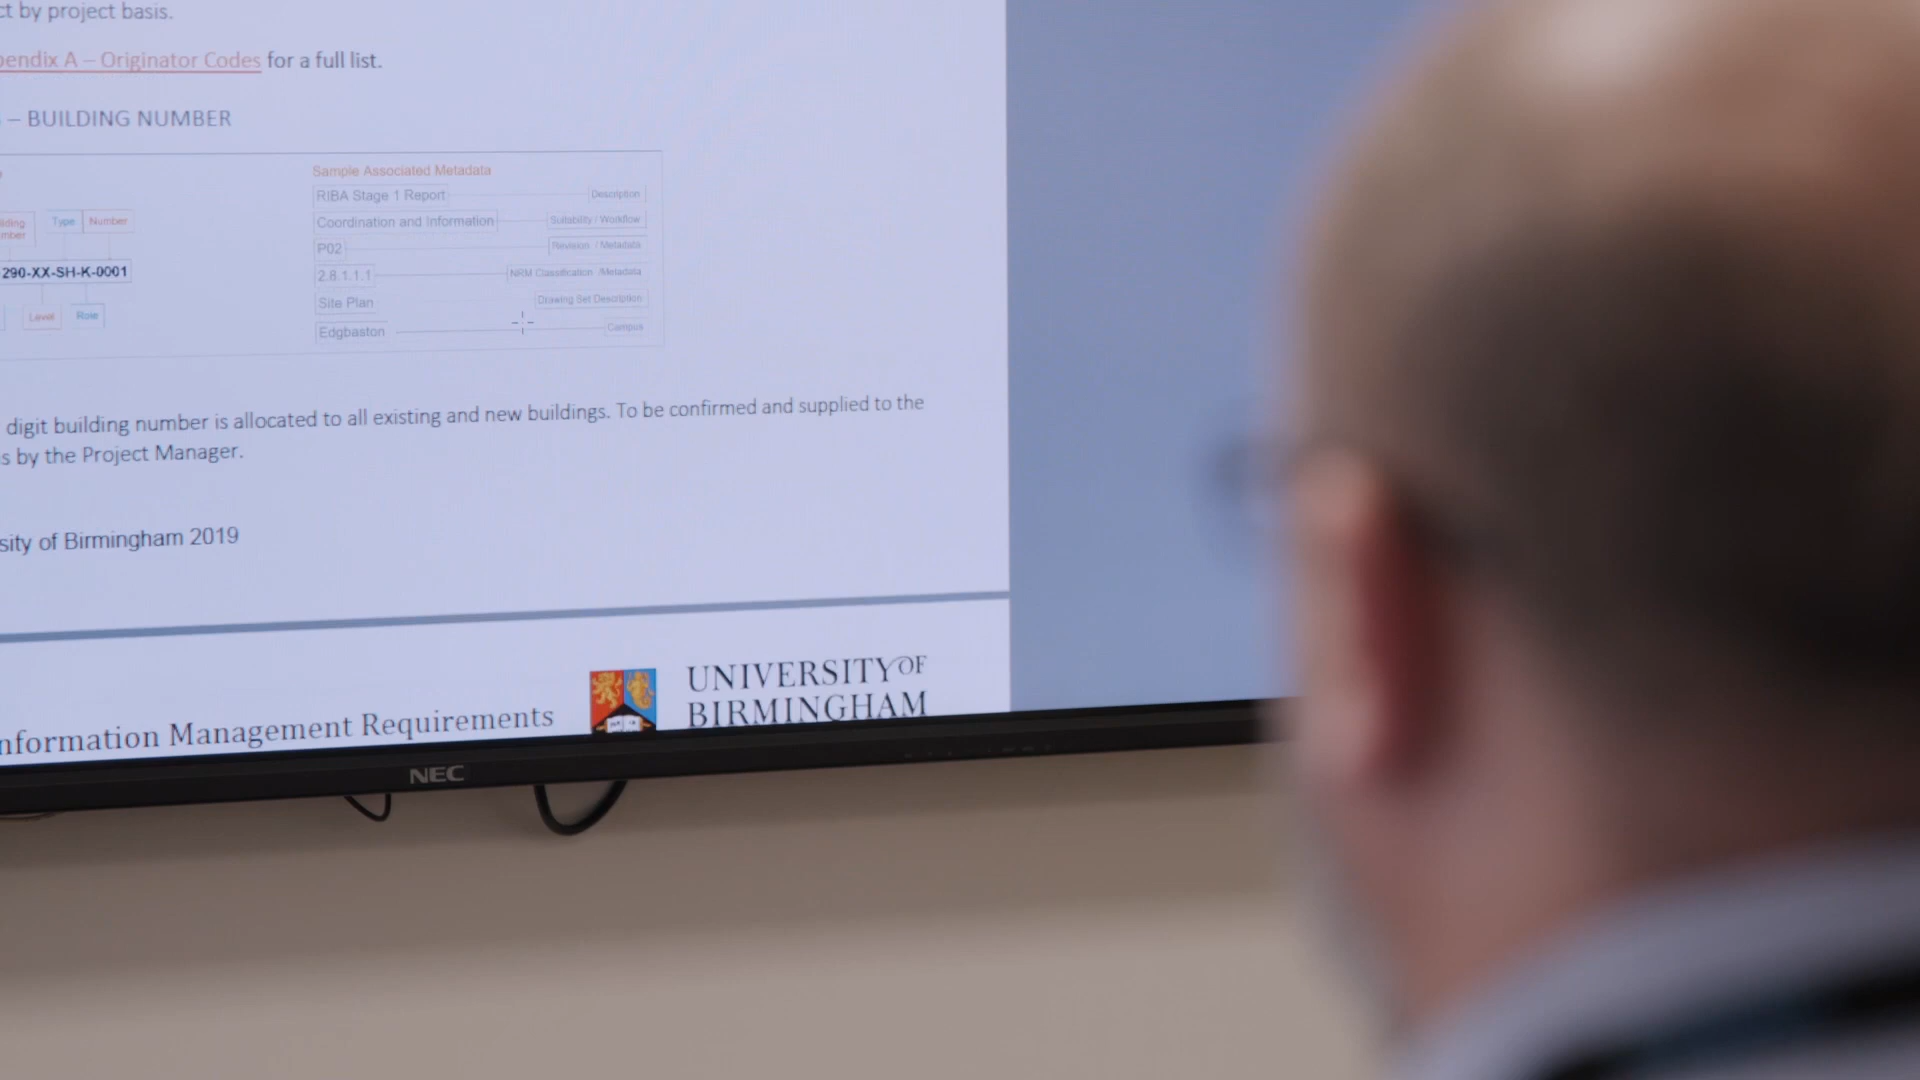 ct by project basis.
pendix A – Originator Codes for a full list.
– BUILDING NUMBER
Sample Associated Metadata
RIBA Stage 1 Report Description
Coordination and Information Suitability / Workflow
P02 Revision / Metadata
2.8.1.1.1 NRM Classification /Metadata
Site Plan Drawing Set Description
Edgbaston Campus
ilding
mber
Type Number
290-XX-SH-K-0001
Level Role
digit building number is allocated to all existing and new buildings. To be confirmed and supplied to the
s by the Project Manager.
sity of Birmingham 2019
nformation Management Requirements
UNIVERSITY OF
BIRMINGHAM
NEC